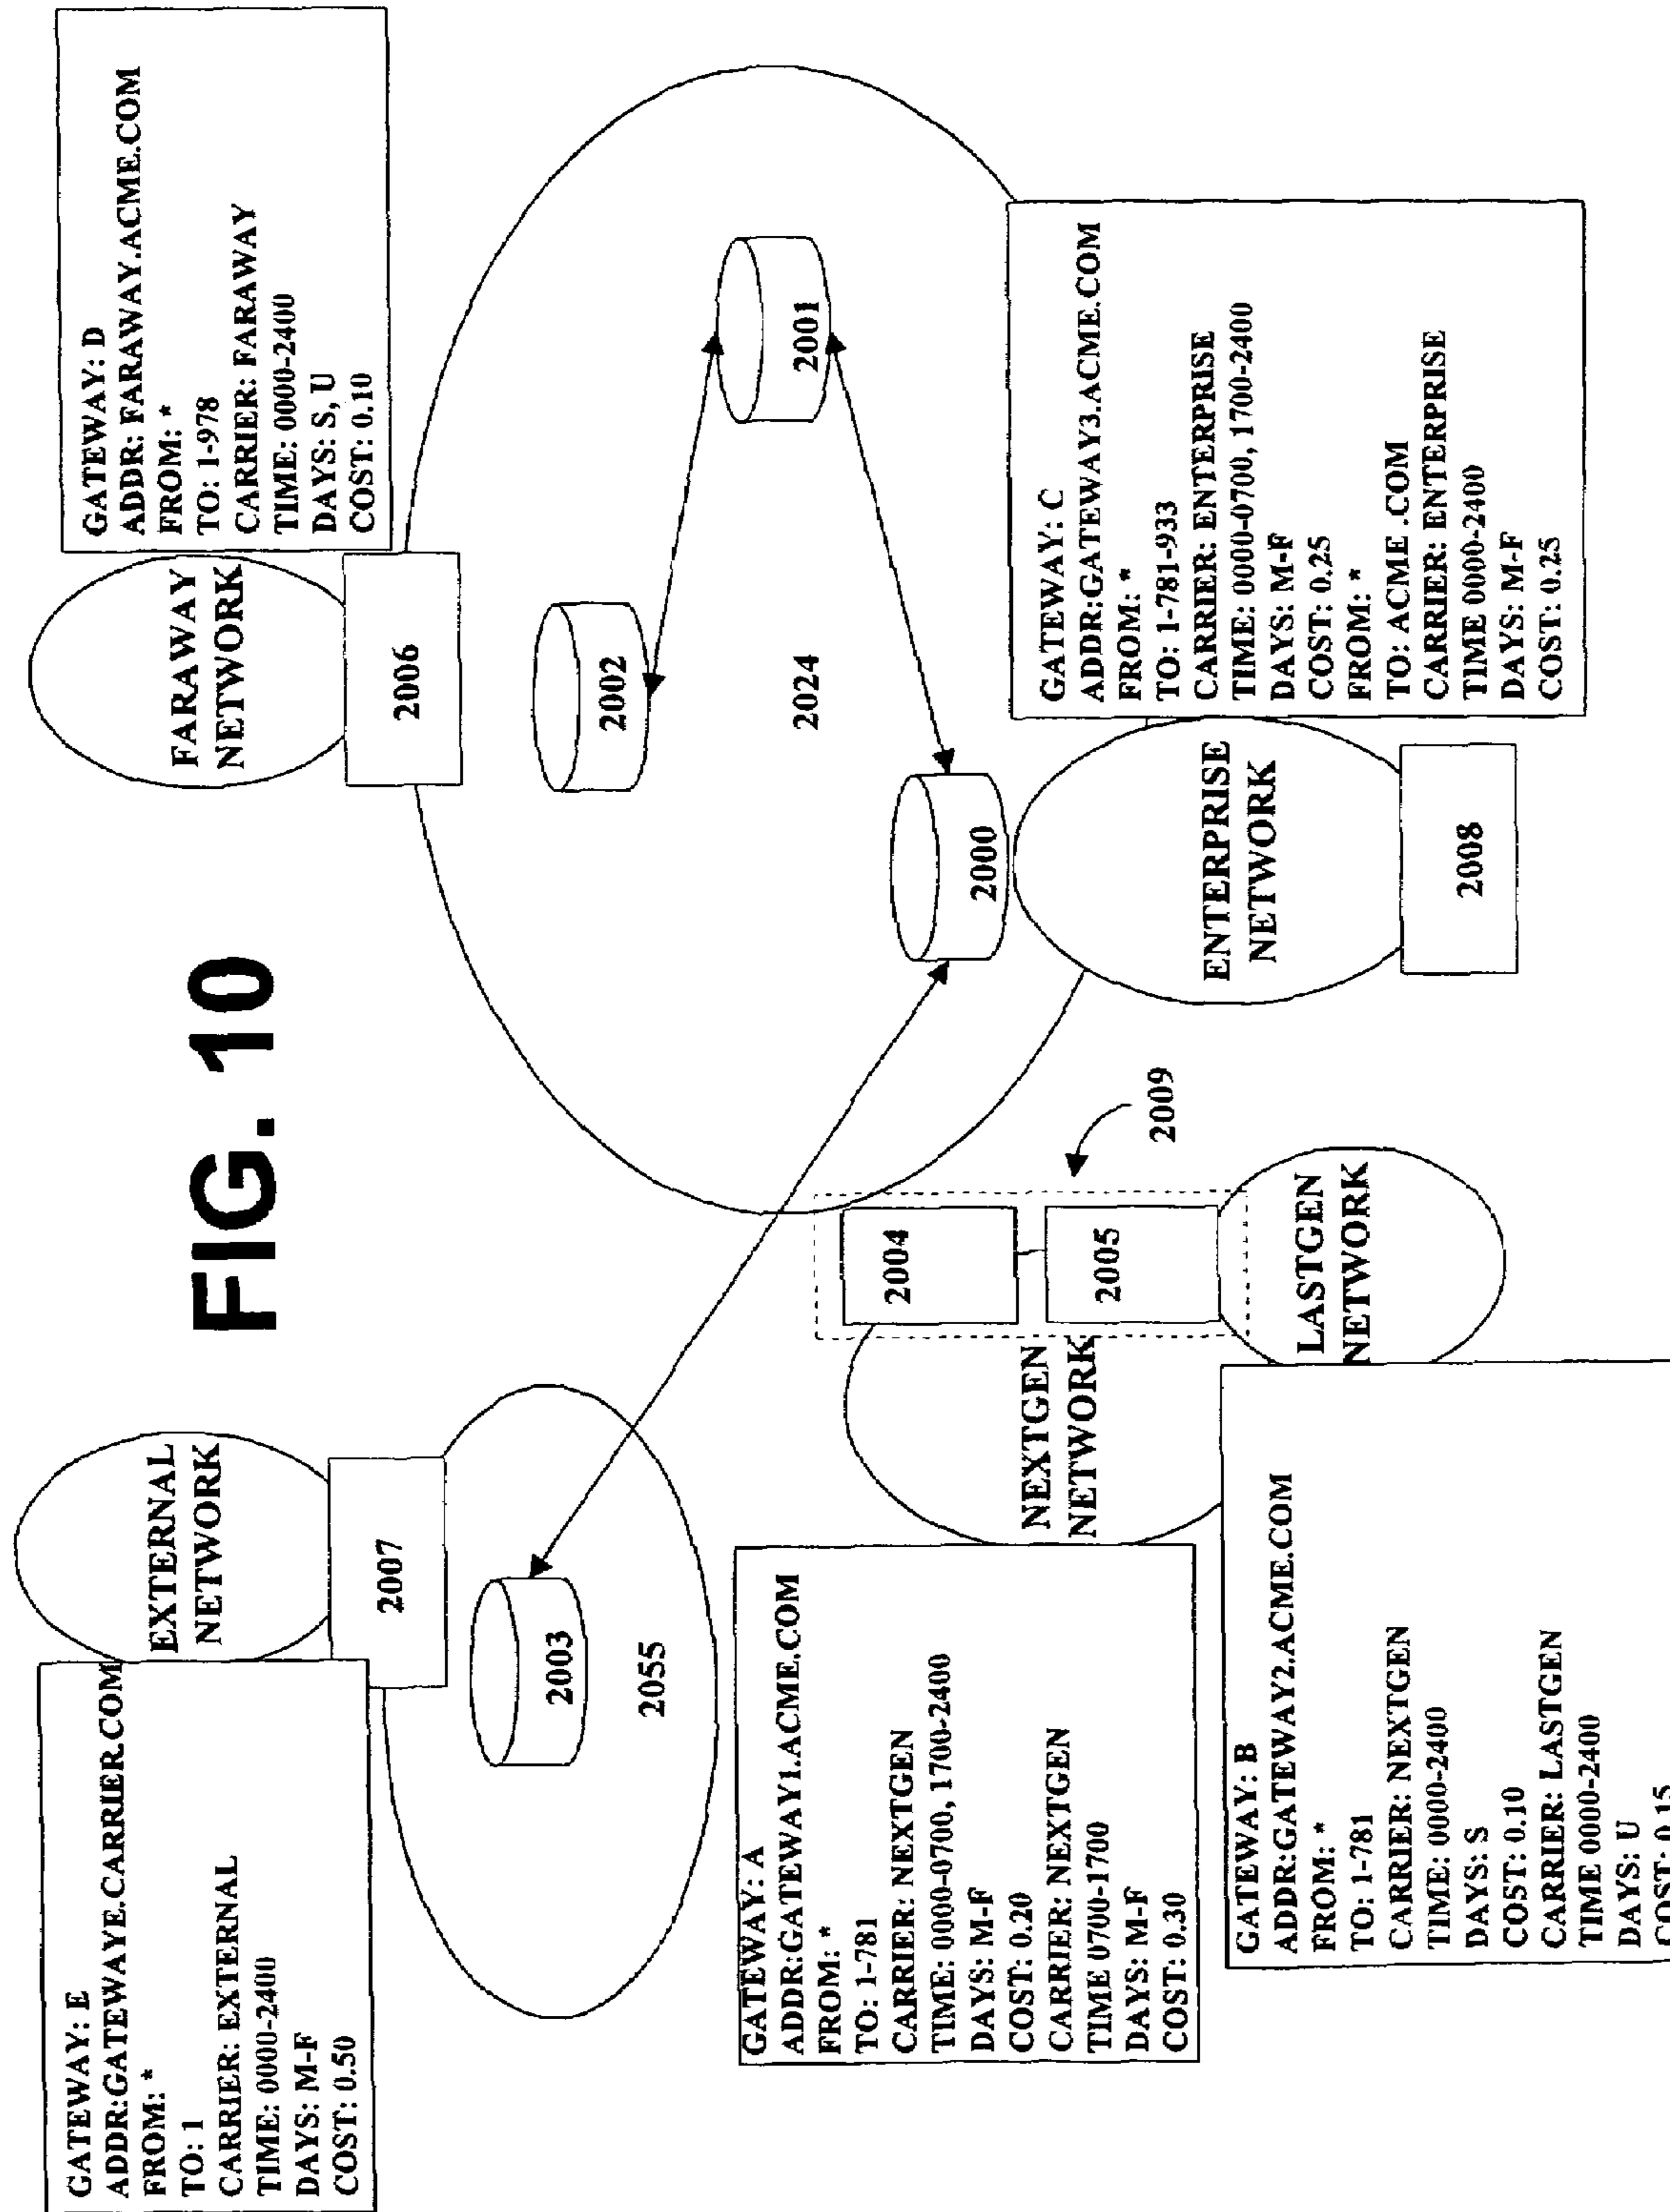 FIG. 10
GATEWAY: E
ADDR:GATEWAYE.CARRIER.COM
FROM: *
TO: 1
CARRIER: EXTERNAL
TIME: 0000-2400
DAYS: M-F
COST: 0.50
EXTERNAL
NETWORK
2007
2003
2055
GATEWAY: D
ADDR: FARAWAY.ACME.COM
FROM: *
TO: 1-978
CARRIER: FARAWAY
TIME: 0000-2400
DAYS: S, U
COST: 0.10
FARAWAY
NETWORK
2006
2002
2001
2024
2000
GATEWAY: A
ADDR:GATEWAY1.ACME.COM
FROM: *
TO: 1-781
CARRIER: NEXTGEN
TIME: 0000-0700, 1700-2400
DAYS: M-F
COST: 0.20
CARRIER: NEXTGEN
TIME 0700-1700
DAYS: M-F
COST: 0.30
NEXTGEN
NETWORK
2004
2005
2009
LASTGEN
NETWORK
GATEWAY: B
ADDR:GATEWAY2.ACME.COM
FROM: *
TO: 1-781
CARRIER: NEXTGEN
TIME: 0000-2400
DAYS: S
COST: 0.10
CARRIER: LASTGEN
TIME 0000-2400
DAYS: U
COST: 0.15
ENTERPRISE
NETWORK
2008
GATEWAY: C
ADDR:GATEWAY3.ACME.COM
FROM: *
TO: 1-781-933
CARRIER: ENTERPRISE
TIME: 0000-0700, 1700-2400
DAYS: M-F
COST: 0.25
FROM: *
TO: ACME .COM
CARRIER: ENTERPRISE
TIME 0000-2400
DAYS: M-F
COST: 0.25